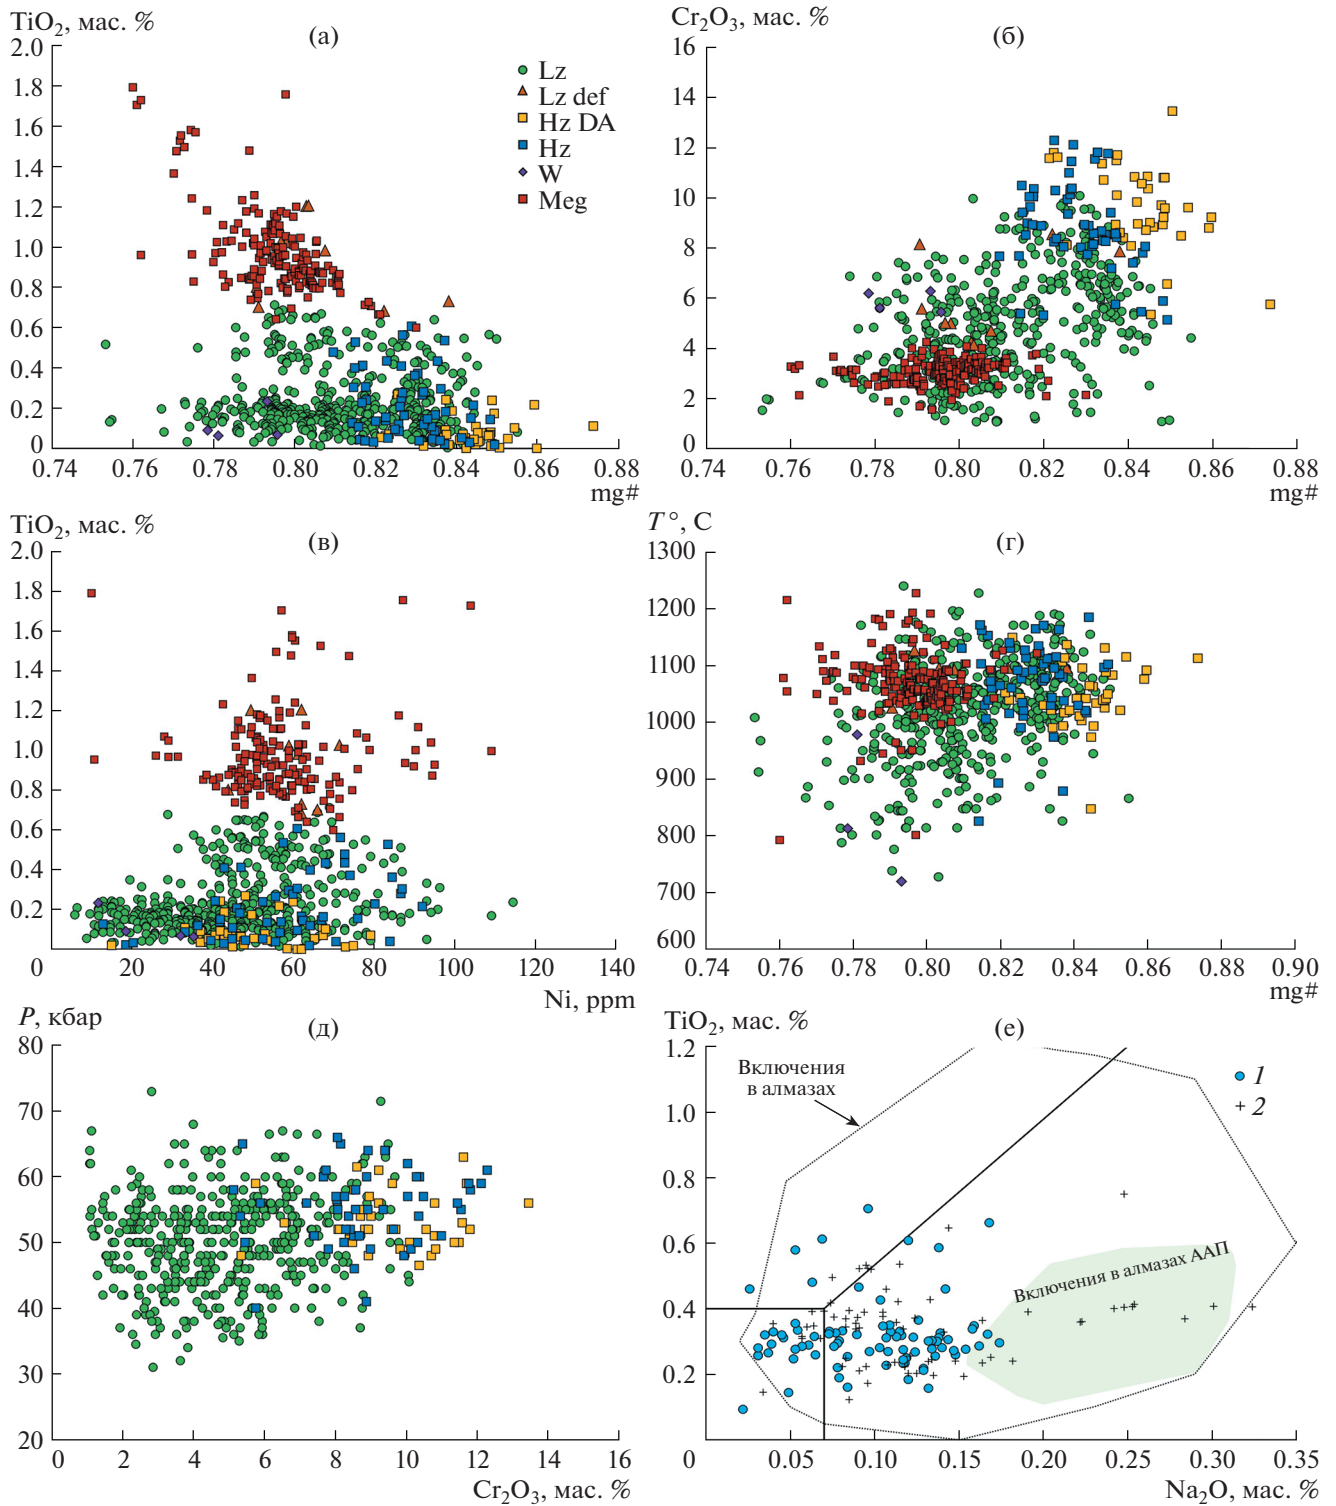 TiO₂, мас. %
(а)
2.0
1.8
1.6
1.4
1.2
1.0
0.8
0.6
0.4
0.2
0
0.74 0.76 0.78 0.80 0.82 0.84 0.86 0.88
mg#
Lz
Lz def
Hz DA
Hz
W
Meg
Cr₂O₃, мас. %
(б)
16
14
12
10
8
6
4
2
0
0.74 0.76 0.78 0.80 0.82 0.84 0.86 0.88
mg#
TiO₂, мас. %
(в)
2.0
1.8
1.6
1.4
1.2
1.0
0.8
0.6
0.4
0.2
0 20 40 60 80 100 120 140
Ni, ppm
T°, C
(г)
1300
1200
1100
1000
900
800
700
600
0.74 0.76 0.78 0.80 0.82 0.84 0.86 0.88 0.90
mg#
P, кбар
(д)
80
70
60
50
40
30
20
0 2 4 6 8 10 12 14 16
Cr₂O₃, мас. %
TiO₂, мас. %
(е)
1.2
1.0
0.8
0.6
0.4
0.2
0 0.05 0.10 0.15 0.20 0.25 0.30 0.35
Na₂O, мас. %
Включения
в алмазах
1
2
Включения в алмазах ААП